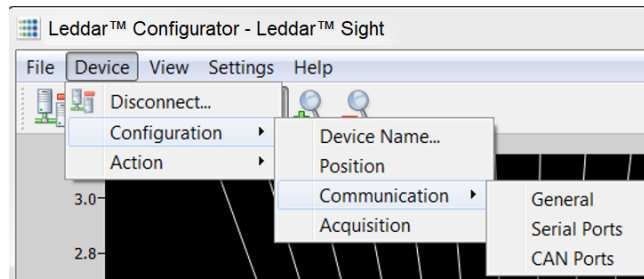 Leddar™ Configurator - Leddar™ Sight
File Device View Settings Help
Disconnect...
Configuration
Device Name...
Action
Position
Communication
General
3.0
Acquisition
Serial Ports
2.8
CAN Ports